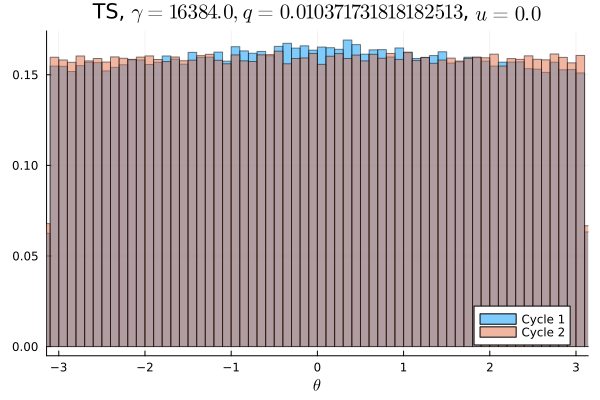 TS, γ = 16384.0, q = 0.010371731818182513, u = 0.0
0.15
0.10
0.05
0.00
Cycle 1
Cycle 2
−3 −2 −1 0 1 2 3
θ